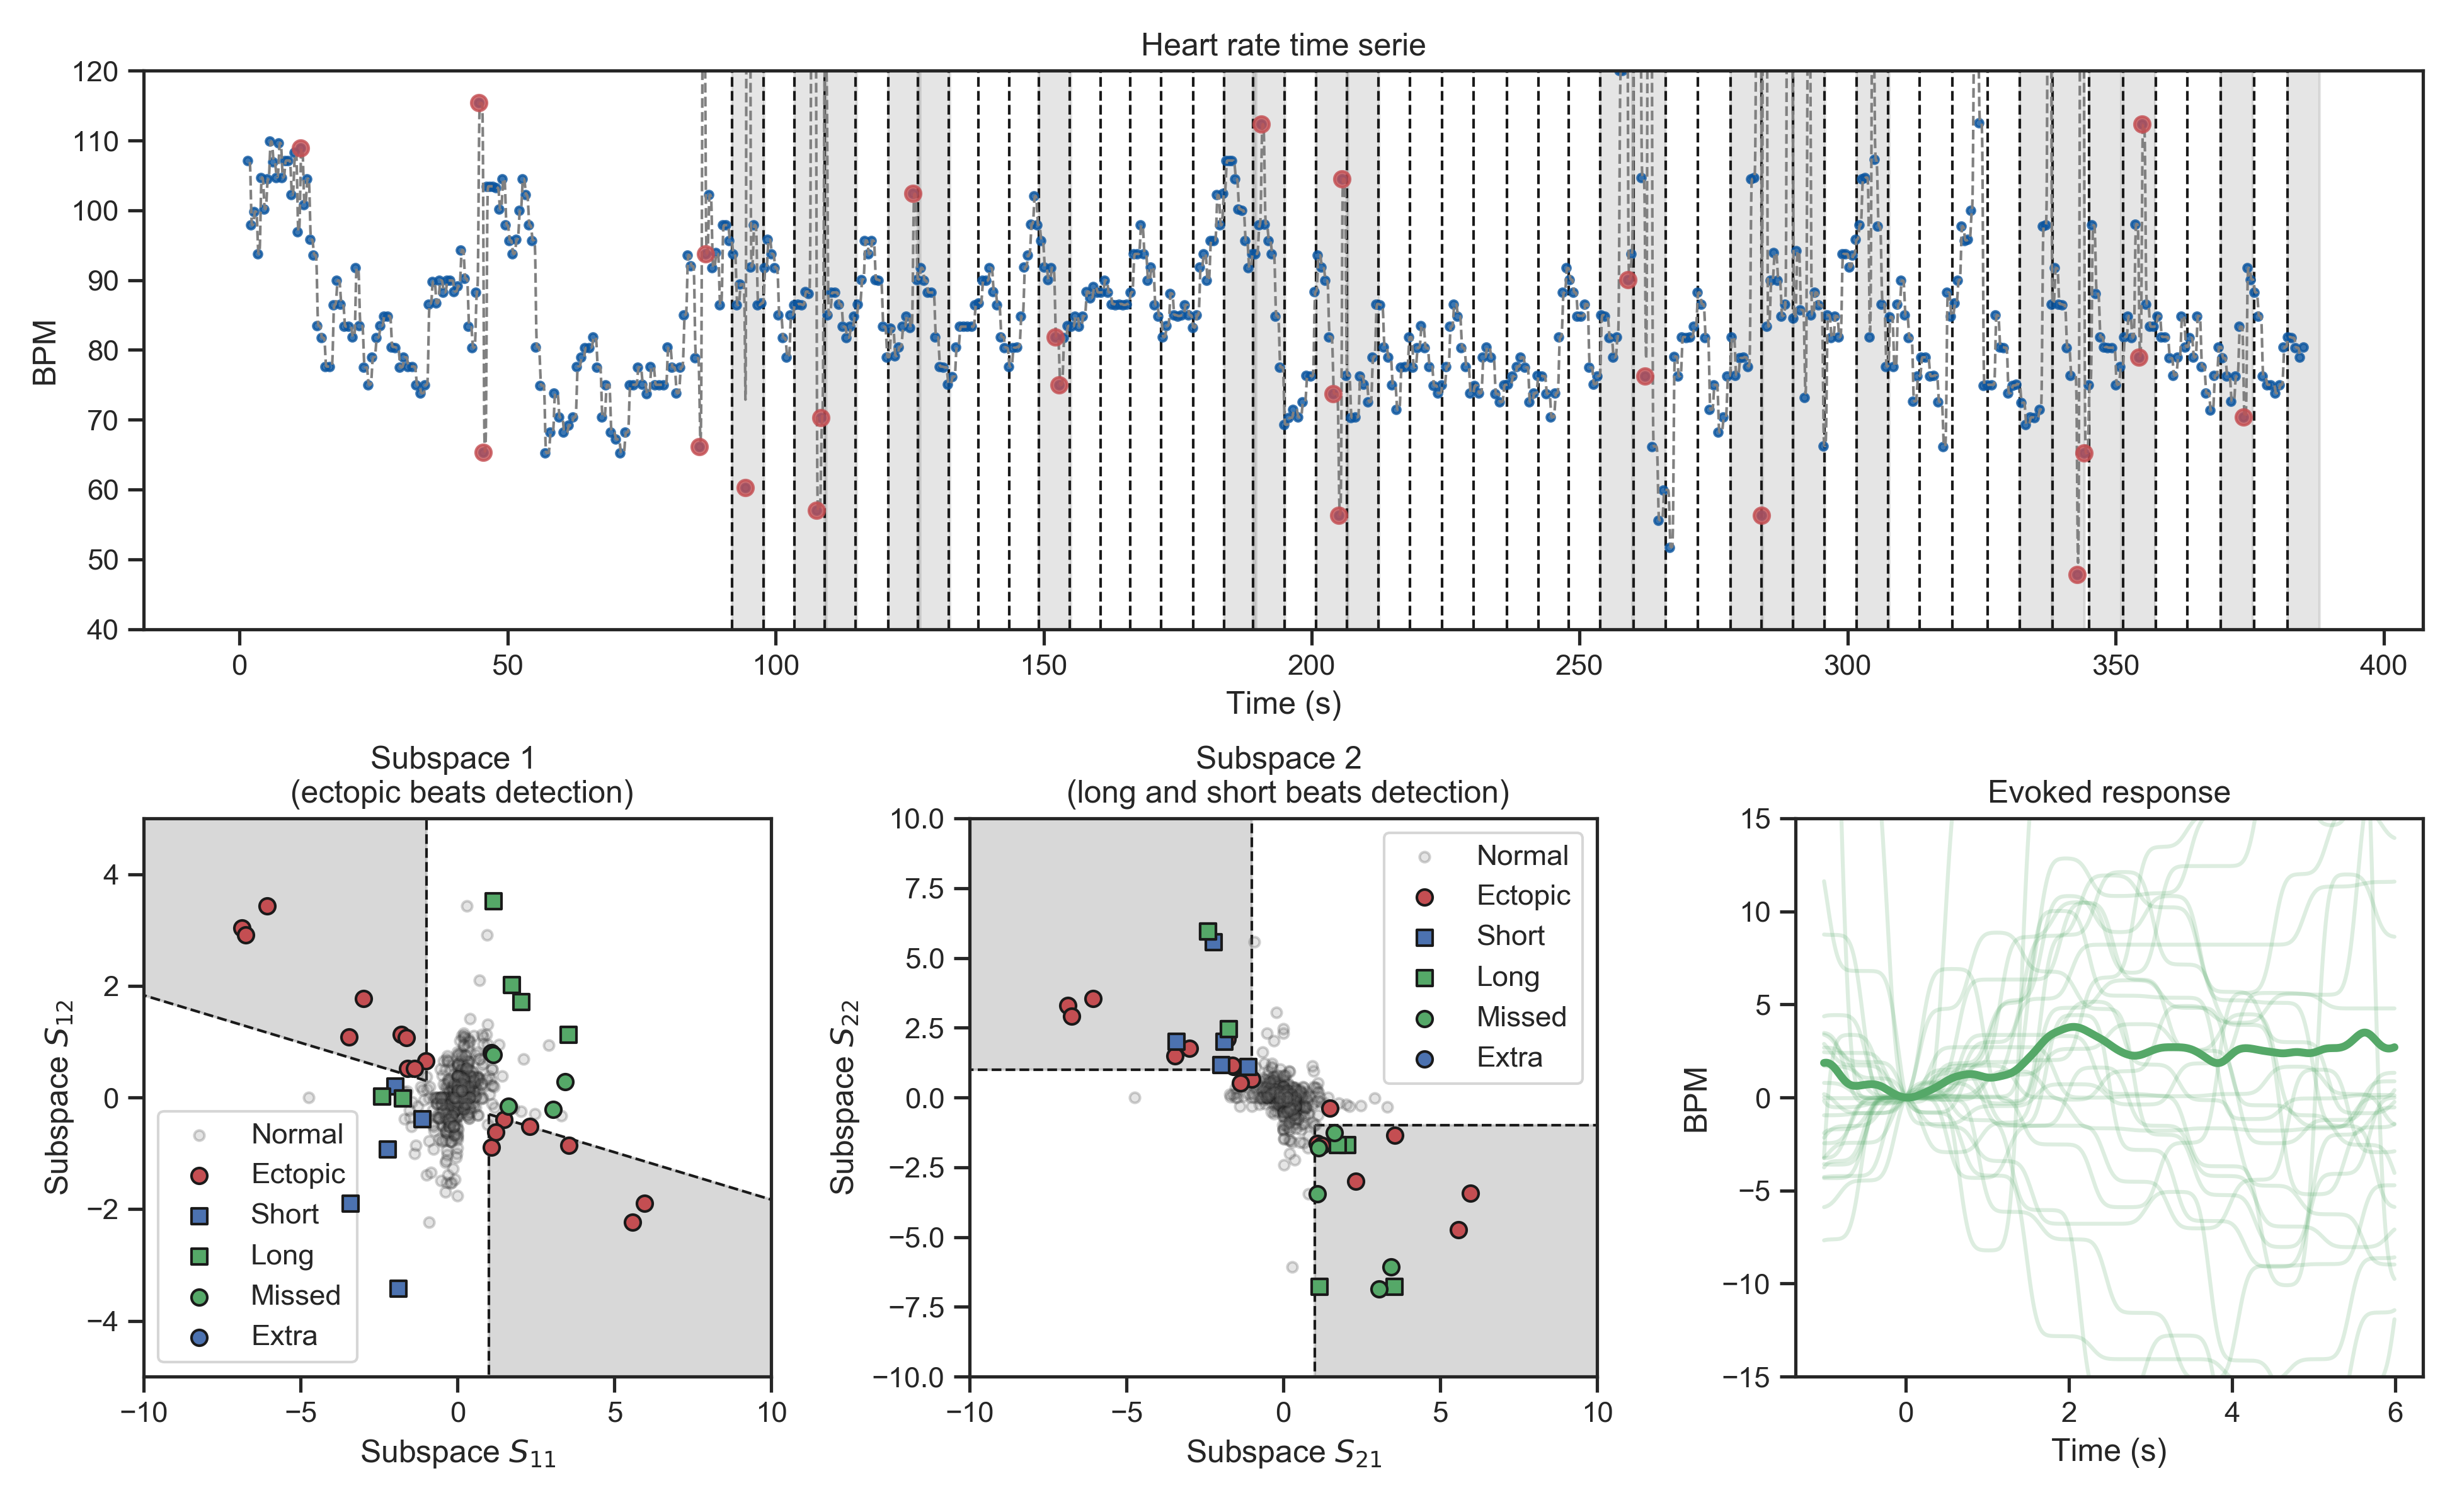 Heart rate time serie
120
110
100
90
80
70
60
50
40
BPM
0 50 100 150 200 250 300 350 400
Time (s)
Subspace 1
(ectopic beats detection)
4
2
0
−2
−4
Subspace S12
Normal
Ectopic
Short
Long
Missed
Extra
−10 −5 0 5 10
Subspace S11
Subspace 2
(long and short beats detection)
10.0
7.5
5.0
2.5
0.0
−2.5
−5.0
−7.5
−10.0
Subspace S22
Normal
Ectopic
Short
Long
Missed
Extra
−10 −5 0 5 10
Subspace S21
Evoked response
15
10
5
0
−5
−10
−15
BPM
0 2 4 6
Time (s)